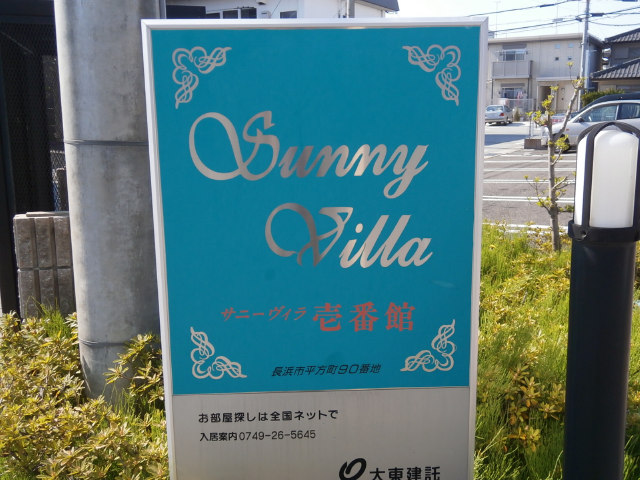 Sunny
Villa
サニーヴィラ 壱番館
長浜市平方町90番地
お部屋探しは全国ネットで
入居案内0749-26-5645
大東建託